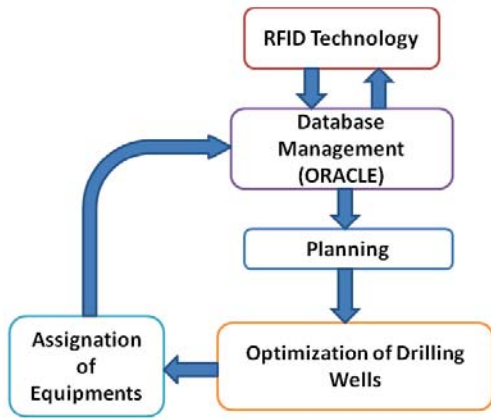 RFID Technology
Database
Management
(ORACLE)
Planning
Optimization of Drilling
Wells
Assignation
of
Equipments